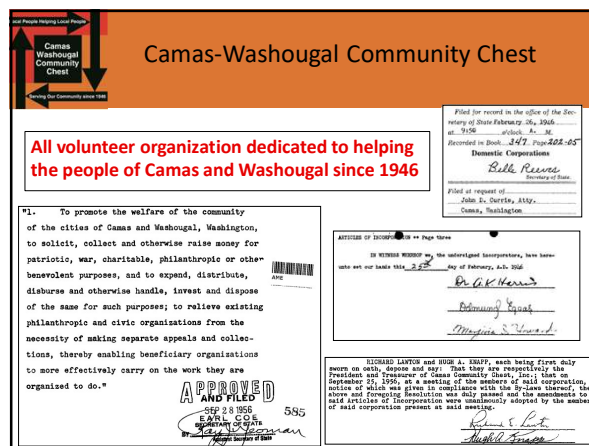 Local People Helping Local People
Camas
Washougal
Community
Chest
Serving Our Community since 1946
Camas-Washougal Community Chest
All volunteer organization dedicated to helping
the people of Camas and Washougal since 1946
Filed for record in the office of the Sec-
retary of State February 26, 1946
at 9:56 o'clock A. M.
Recorded in Book 347 Page 202-05
Domestic Corporations
Belle Reeves
Secretary of State.
Filed at request of
John D. Currie, Atty.
Camas, Washington
"1. To promote the welfare of the community
of the cities of Camas and Washougal, Washington,
to solicit, collect and otherwise raise money for
patriotic, war, charitable, philanthropic or other
benevolent purposes, and to expend, distribute,
disburse and otherwise handle, invest and dispose
of the same for such purposes; to relieve existing
philanthropic and civic organizations from the
necessity of making separate appeals and collec-
tions, thereby enabling beneficiary organizations
to more effectively carry on the work they are
organized to do."
APPROVED
AND FILED
SEP 28 1956
EARL COE
SECRETARY OF STATE
Assistant Secretary of State
585
ARTICLES OF INCORPORATION ** Page three
IN WITNESS WHEREOF we, the undersigned incorporators, have here-
unto set our hands this 25th day of February, A.D. 1946
Dr. A.K. Harris
RICHARD LAWTON and HUGH A. KNAPP, each being first duly
sworn on oath, depose and say: That they are respectively the
President and Treasurer of Camas Community Chest, Inc.; that on
September 25, 1956, at a meeting of the members of said corporation,
notice of which was given in compliance with the By-Laws thereof, the
above and foregoing Resolution was duly passed and the amendments to
said Articles of Incorporation were unanimously adopted by the member
of said corporation present at said meeting.
Hugh A. Knapp